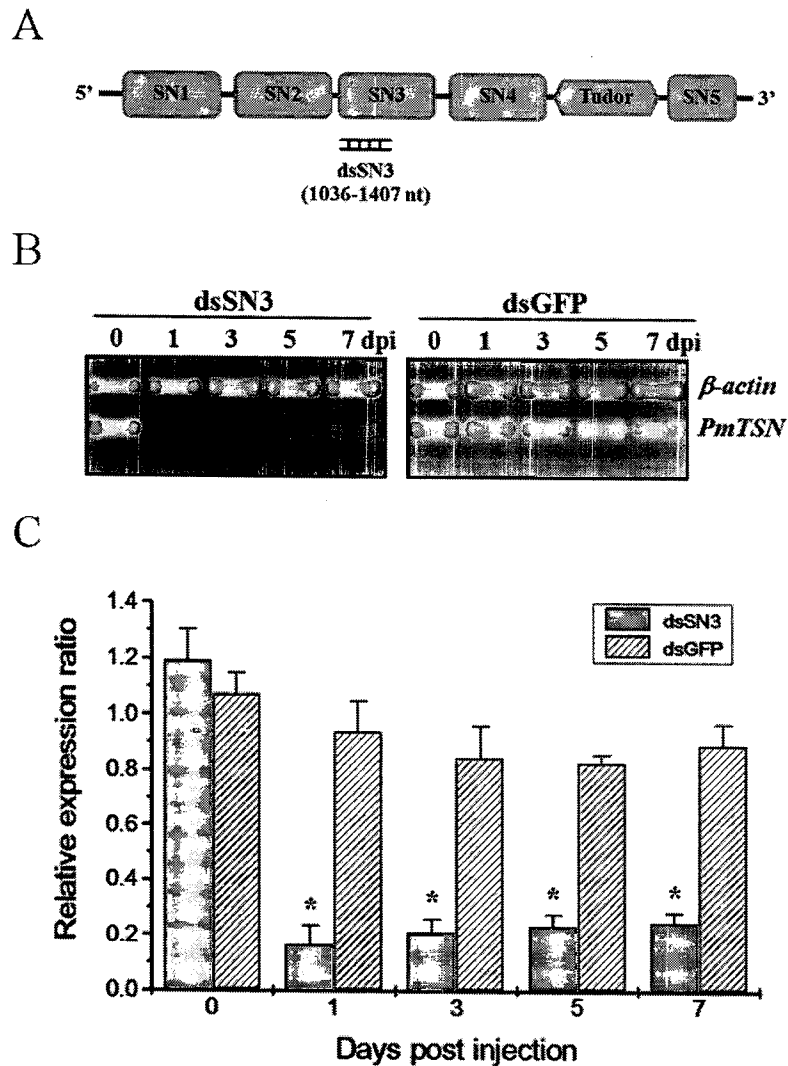 A
5' SN1 SN2 SN3 SN4 Tudor SN5 3'
dsSN3
(1036-1407 nt)
B
dsSN3 dsGFP
0 1 3 5 7 dpi 0 1 3 5 7
β-actin
PmTSN
C
Relative expression ratio
1.4
1.2
1.0
0.8
0.6
0.4
0.2
0.0
dsSN3
dsGFP
* * * *
0 1 3 5 7
Days post injection